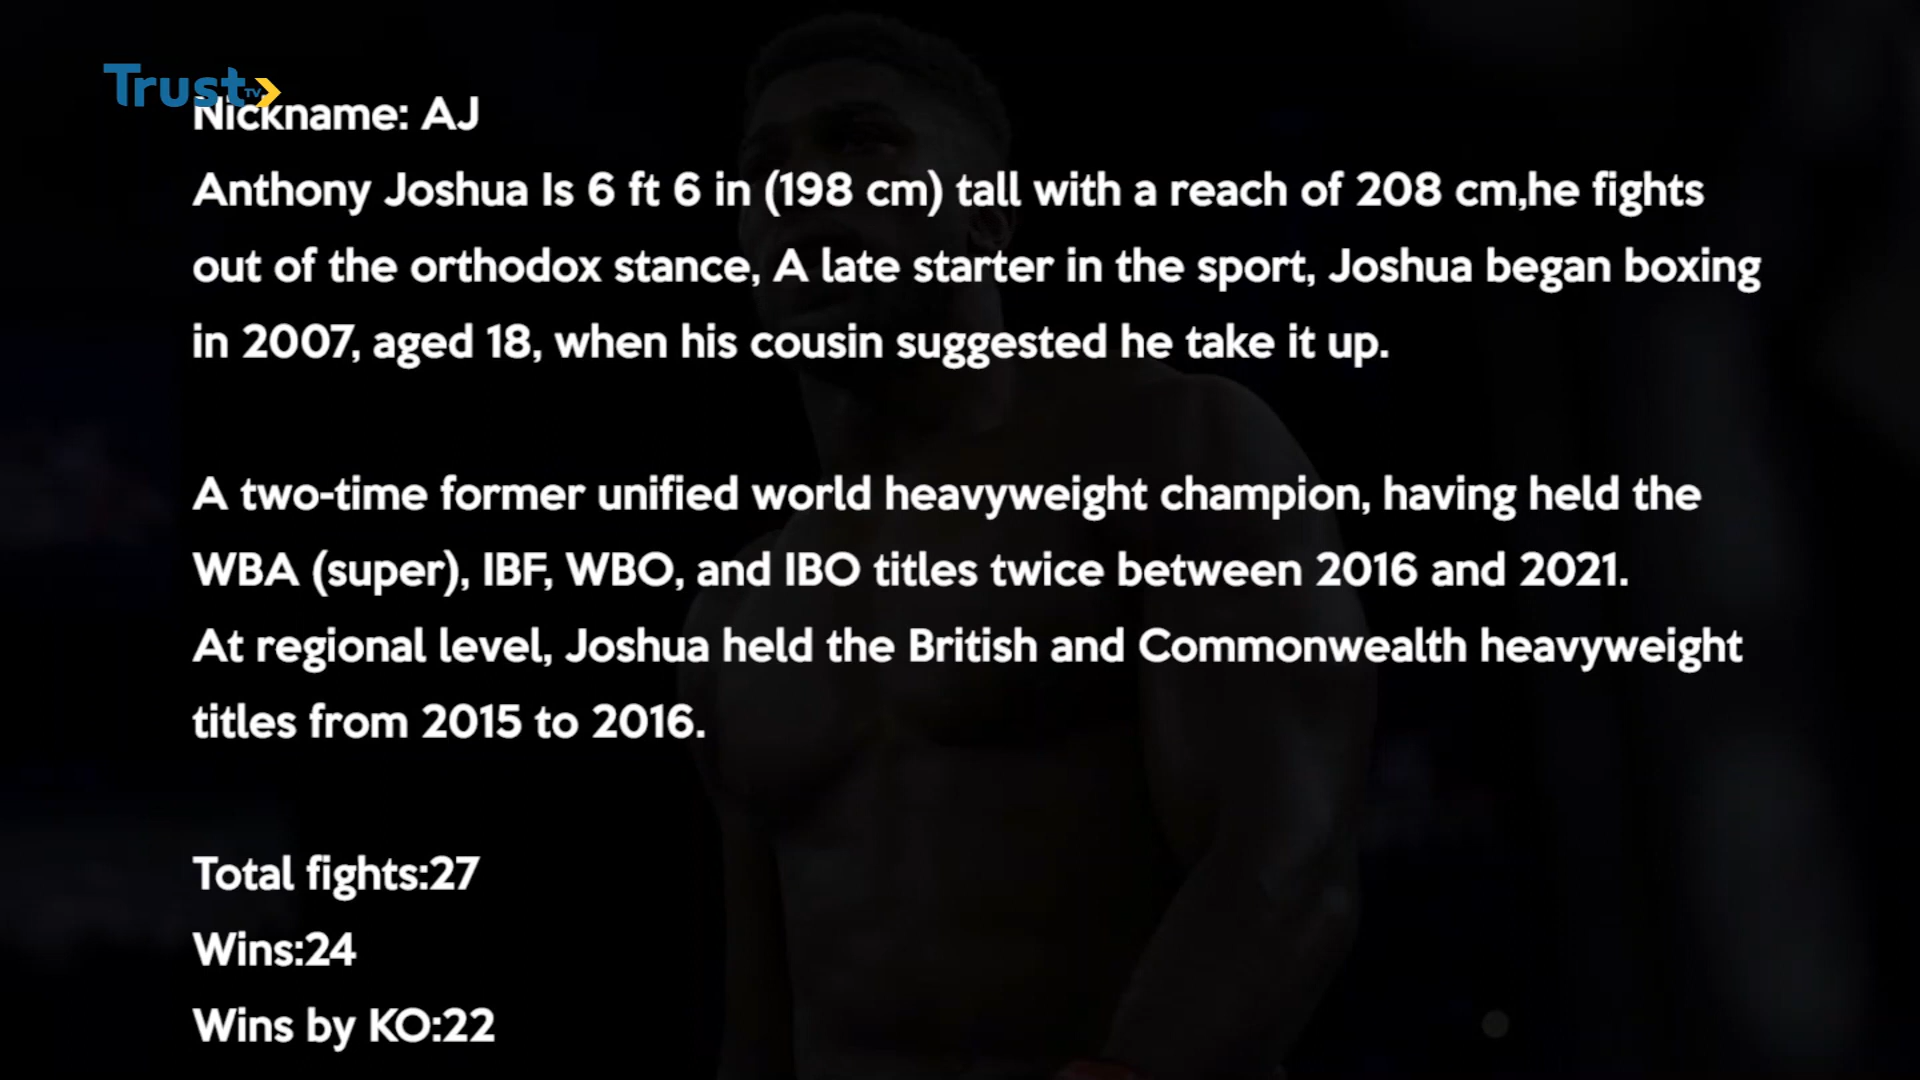 Trust TV
Nickname: AJ
Anthony Joshua Is 6 ft 6 in (198 cm) tall with a reach of 208 cm,he fights
out of the orthodox stance, A late starter in the sport, Joshua began boxing
in 2007, aged 18, when his cousin suggested he take it up.
A two-time former unified world heavyweight champion, having held the
WBA (super), IBF, WBO, and IBO titles twice between 2016 and 2021.
At regional level, Joshua held the British and Commonwealth heavyweight
titles from 2015 to 2016.
Total fights:27
Wins:24
Wins by KO:22